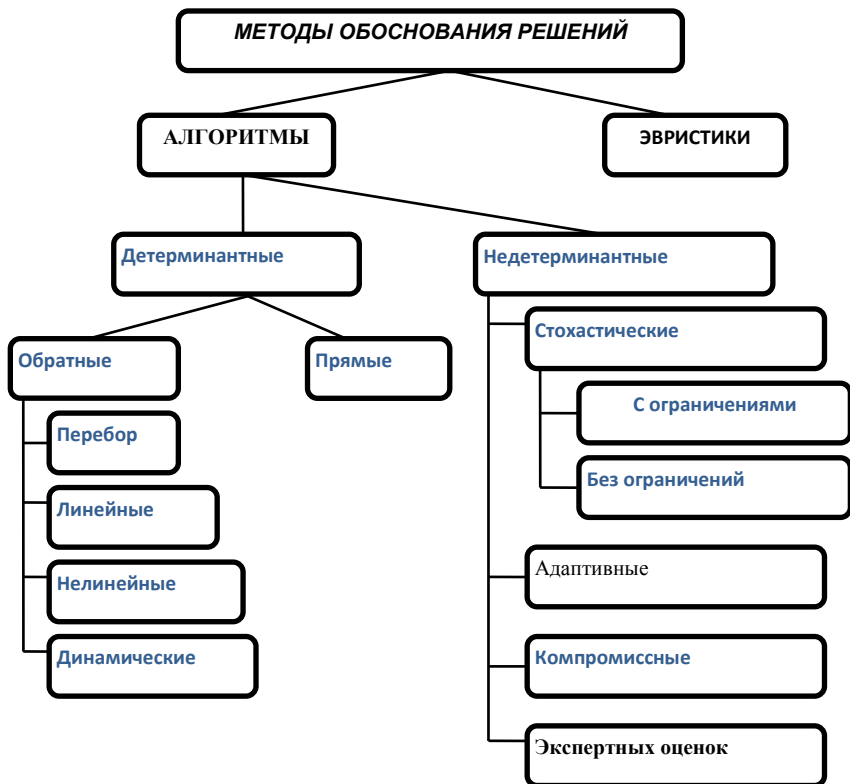 МЕТОДЫ ОБОСНОВАНИЯ РЕШЕНИЙ
АЛГОРИТМЫ
ЭВРИСТИКИ
Детерминантные
Недетерминантные
Обратные
Прямые
Перебор
Линейные
Нелинейные
Динамические
Стохастические
С ограничениями
Без ограничений
Адаптивные
Компромиссные
Экспертных оценок